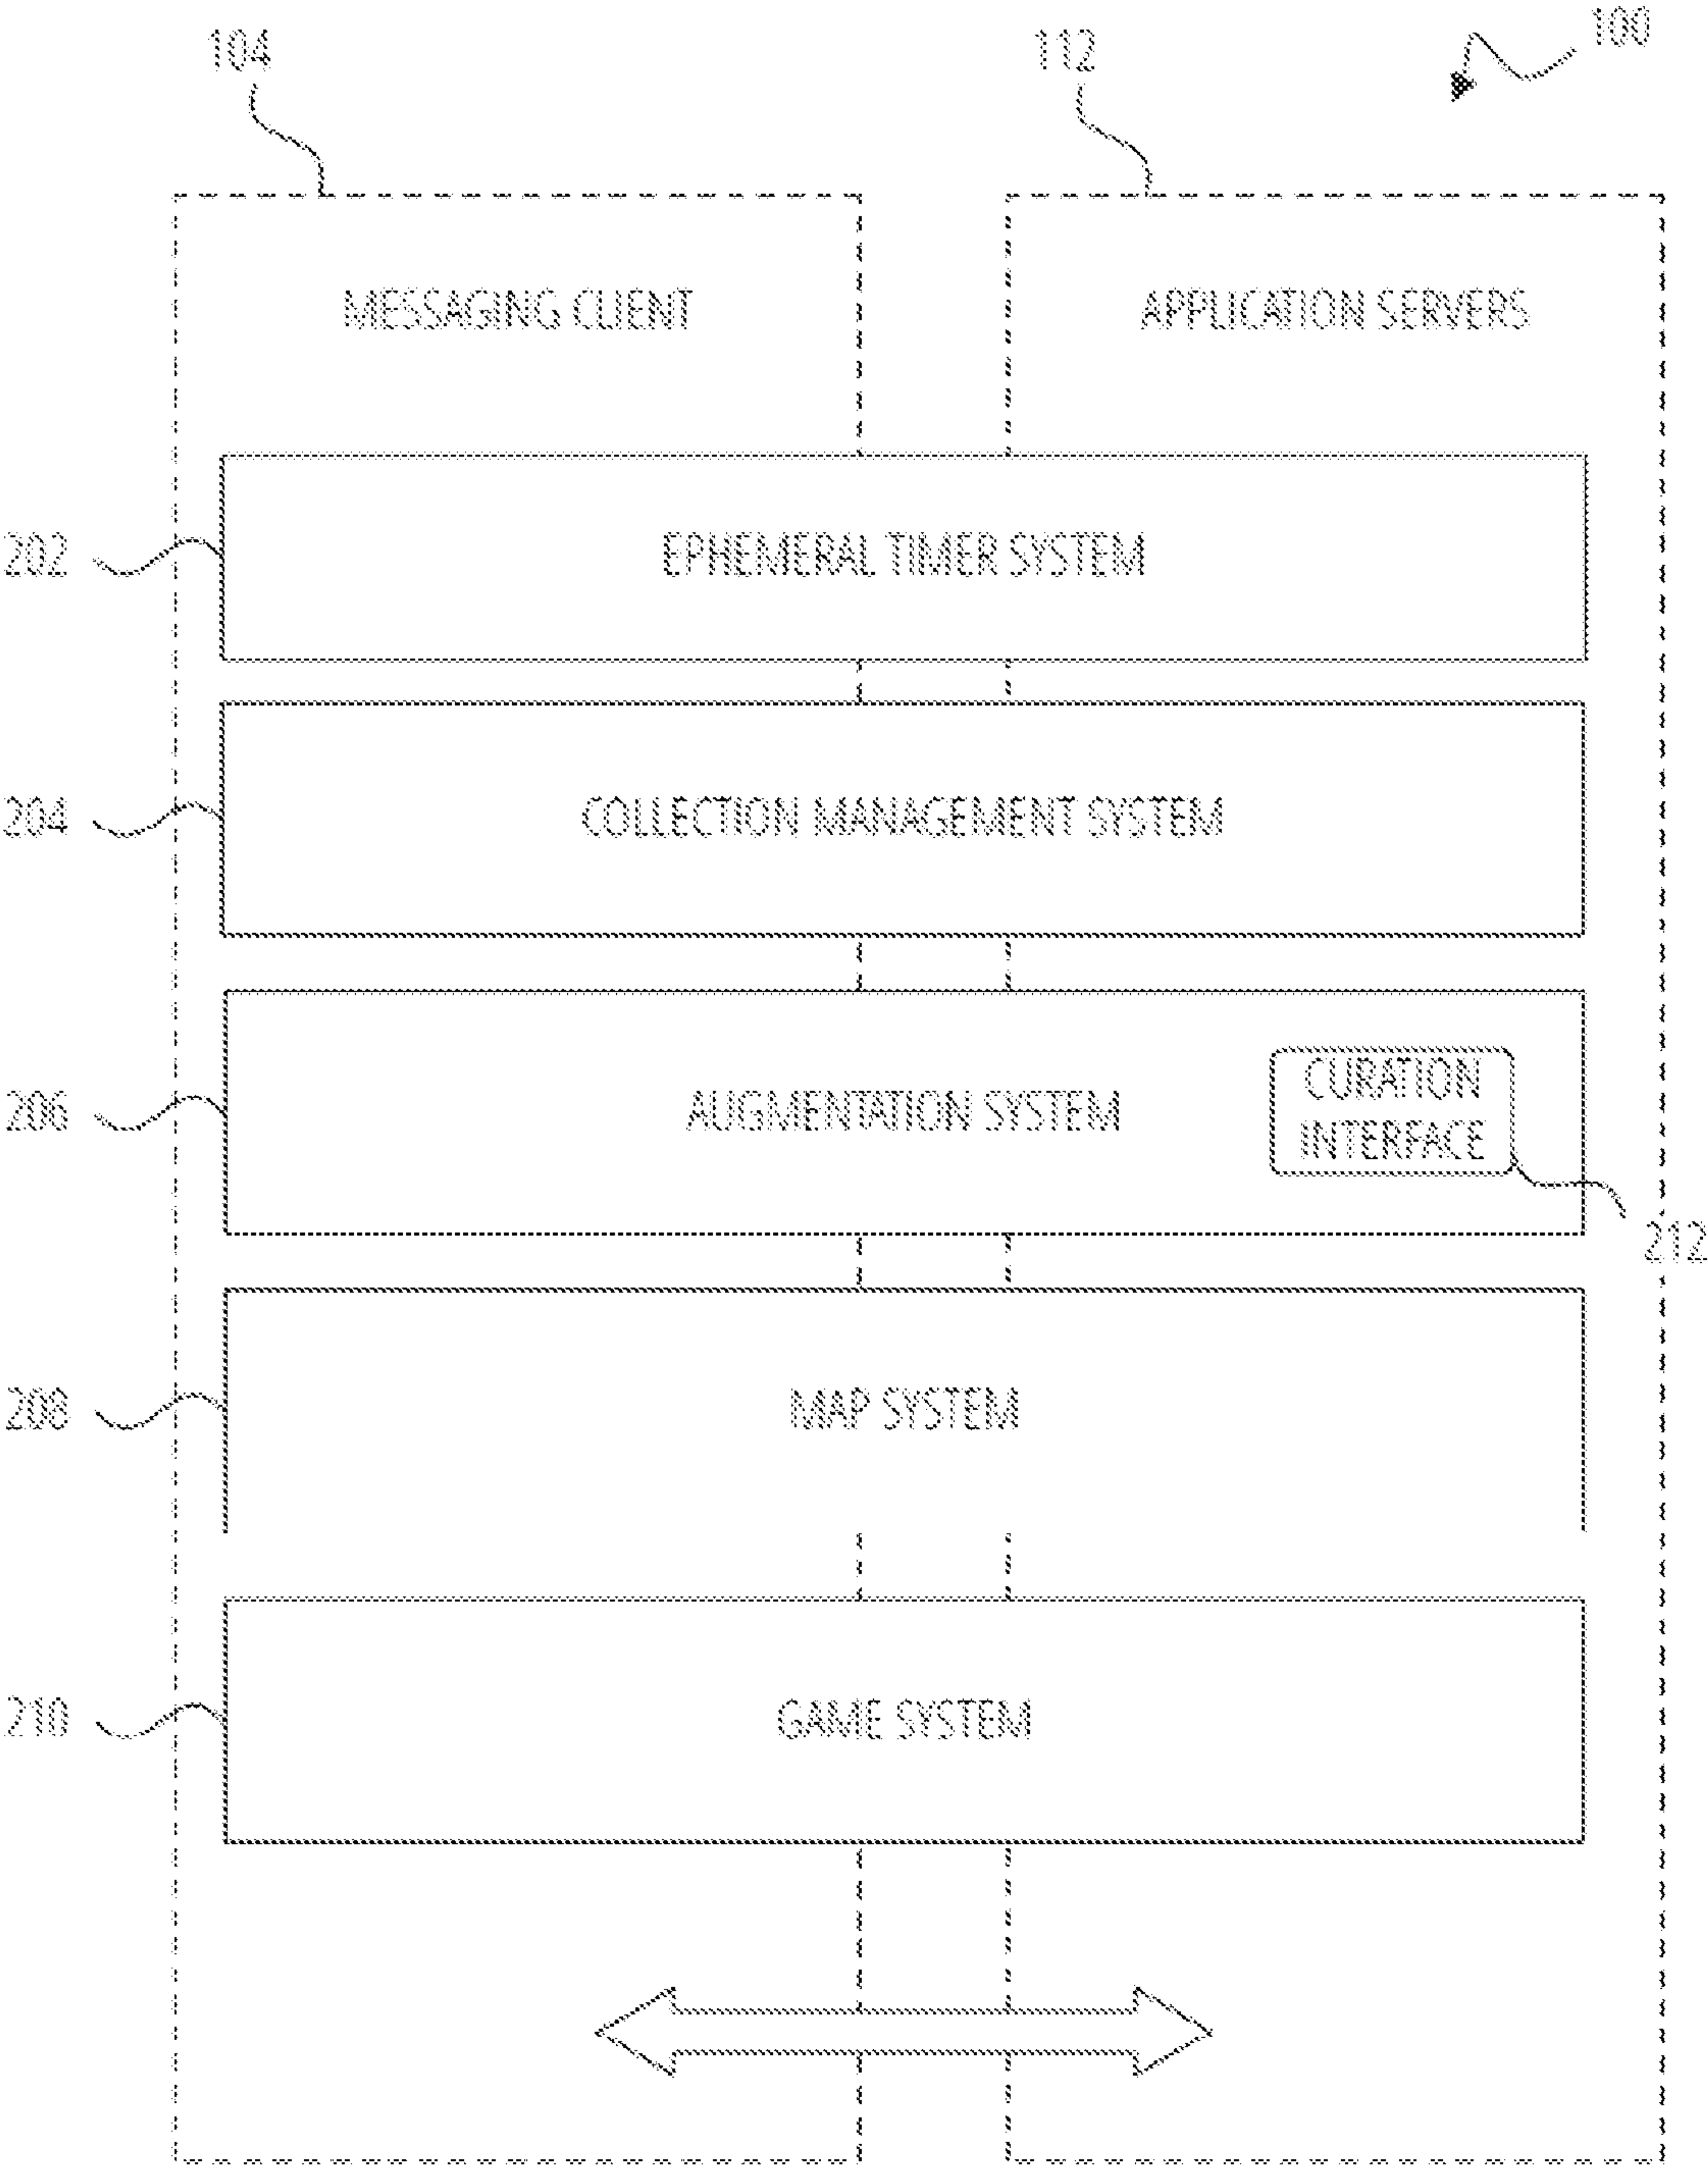 100
104
112
MESSAGING CLIENT
APPLICATION SERVERS
202
EPHEMERAL TIMER SYSTEM
204
COLLECTION MANAGEMENT SYSTEM
206
AUGMENTATION SYSTEM
CURATION
INTERFACE
212
208
MAP SYSTEM
210
GAME SYSTEM